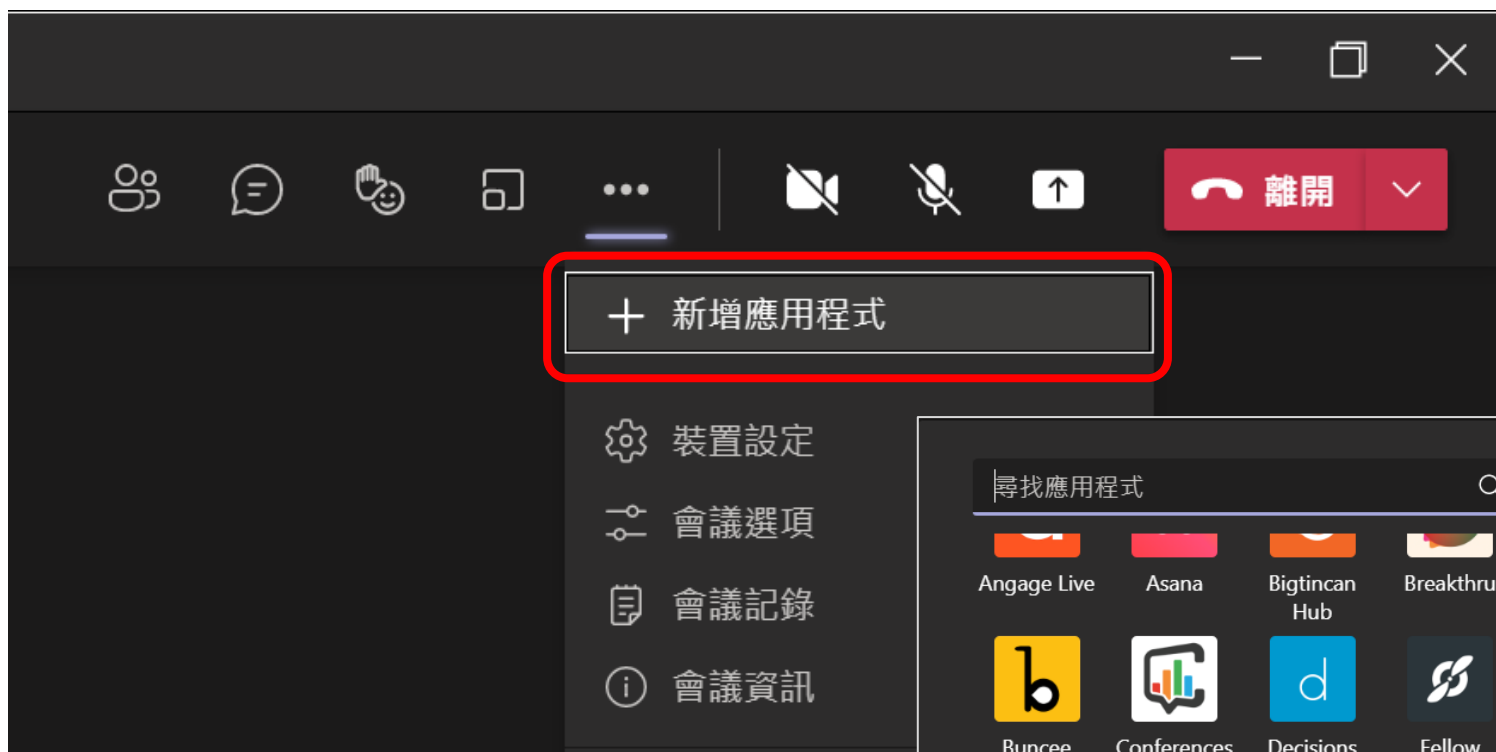 離開
新增應用程式
裝置設定
會議選項
會議記錄
會議資訊
尋找應用程式
Angage Live
Asana
Bigtincan
Hub
Breakthru
Buncee
Conferences
Decisions
Fellow